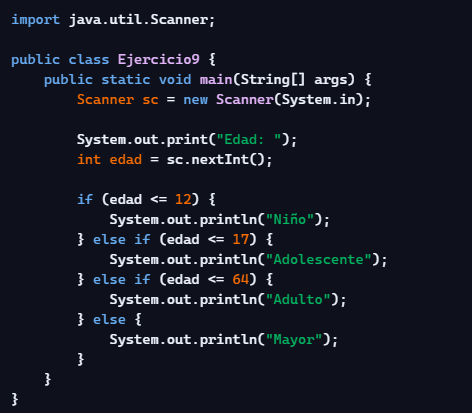 import java.util.Scanner;

public class Ejercicio9 {
    public static void main(String[] args) {
        Scanner sc = new Scanner(System.in);

        System.out.print("Edad: ");
        int edad = sc.nextInt();

        if (edad <= 12) {
            System.out.println("Niño");
        } else if (edad <= 17) {
            System.out.println("Adolescente");
        } else if (edad <= 64) {
            System.out.println("Adulto");
        } else {
            System.out.println("Mayor");
        }
    }
}